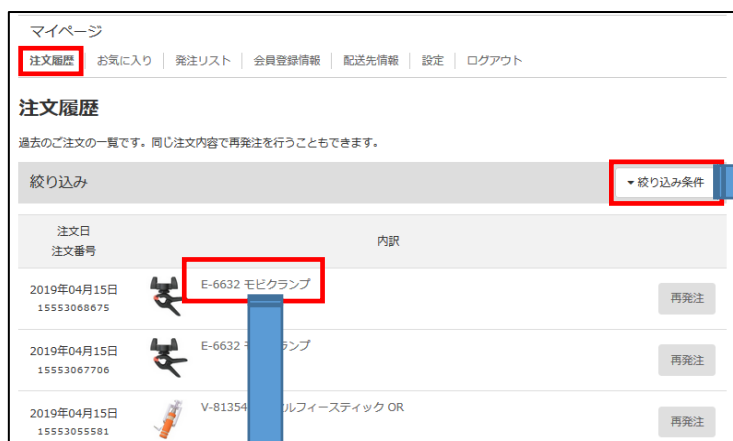 マイページ
注文履歴 お気に入り 発注リスト 会員登録情報 配送先情報 設定 ログアウト
注文履歴
過去のご注文の一覧です。同じ注文内容で再発注を行うこともできます。
絞り込み ▼絞り込み条件
注文日
注文番号
内訳
2019年04月15日
15553068675
E-6632 モビクランプ
再発注
2019年04月15日
15553067706
E-6632 ランプ
再発注
2019年04月15日
15553055581
V-81354 ルフィースティック OR
再発注